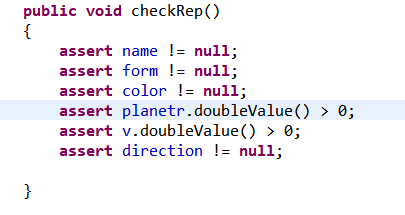 public void checkRep()
{
    assert name != null;
    assert form != null;
    assert color != null;
    assert planetr.doubleValue() > 0;
    assert v.doubleValue() > 0;
    assert direction != null;
}